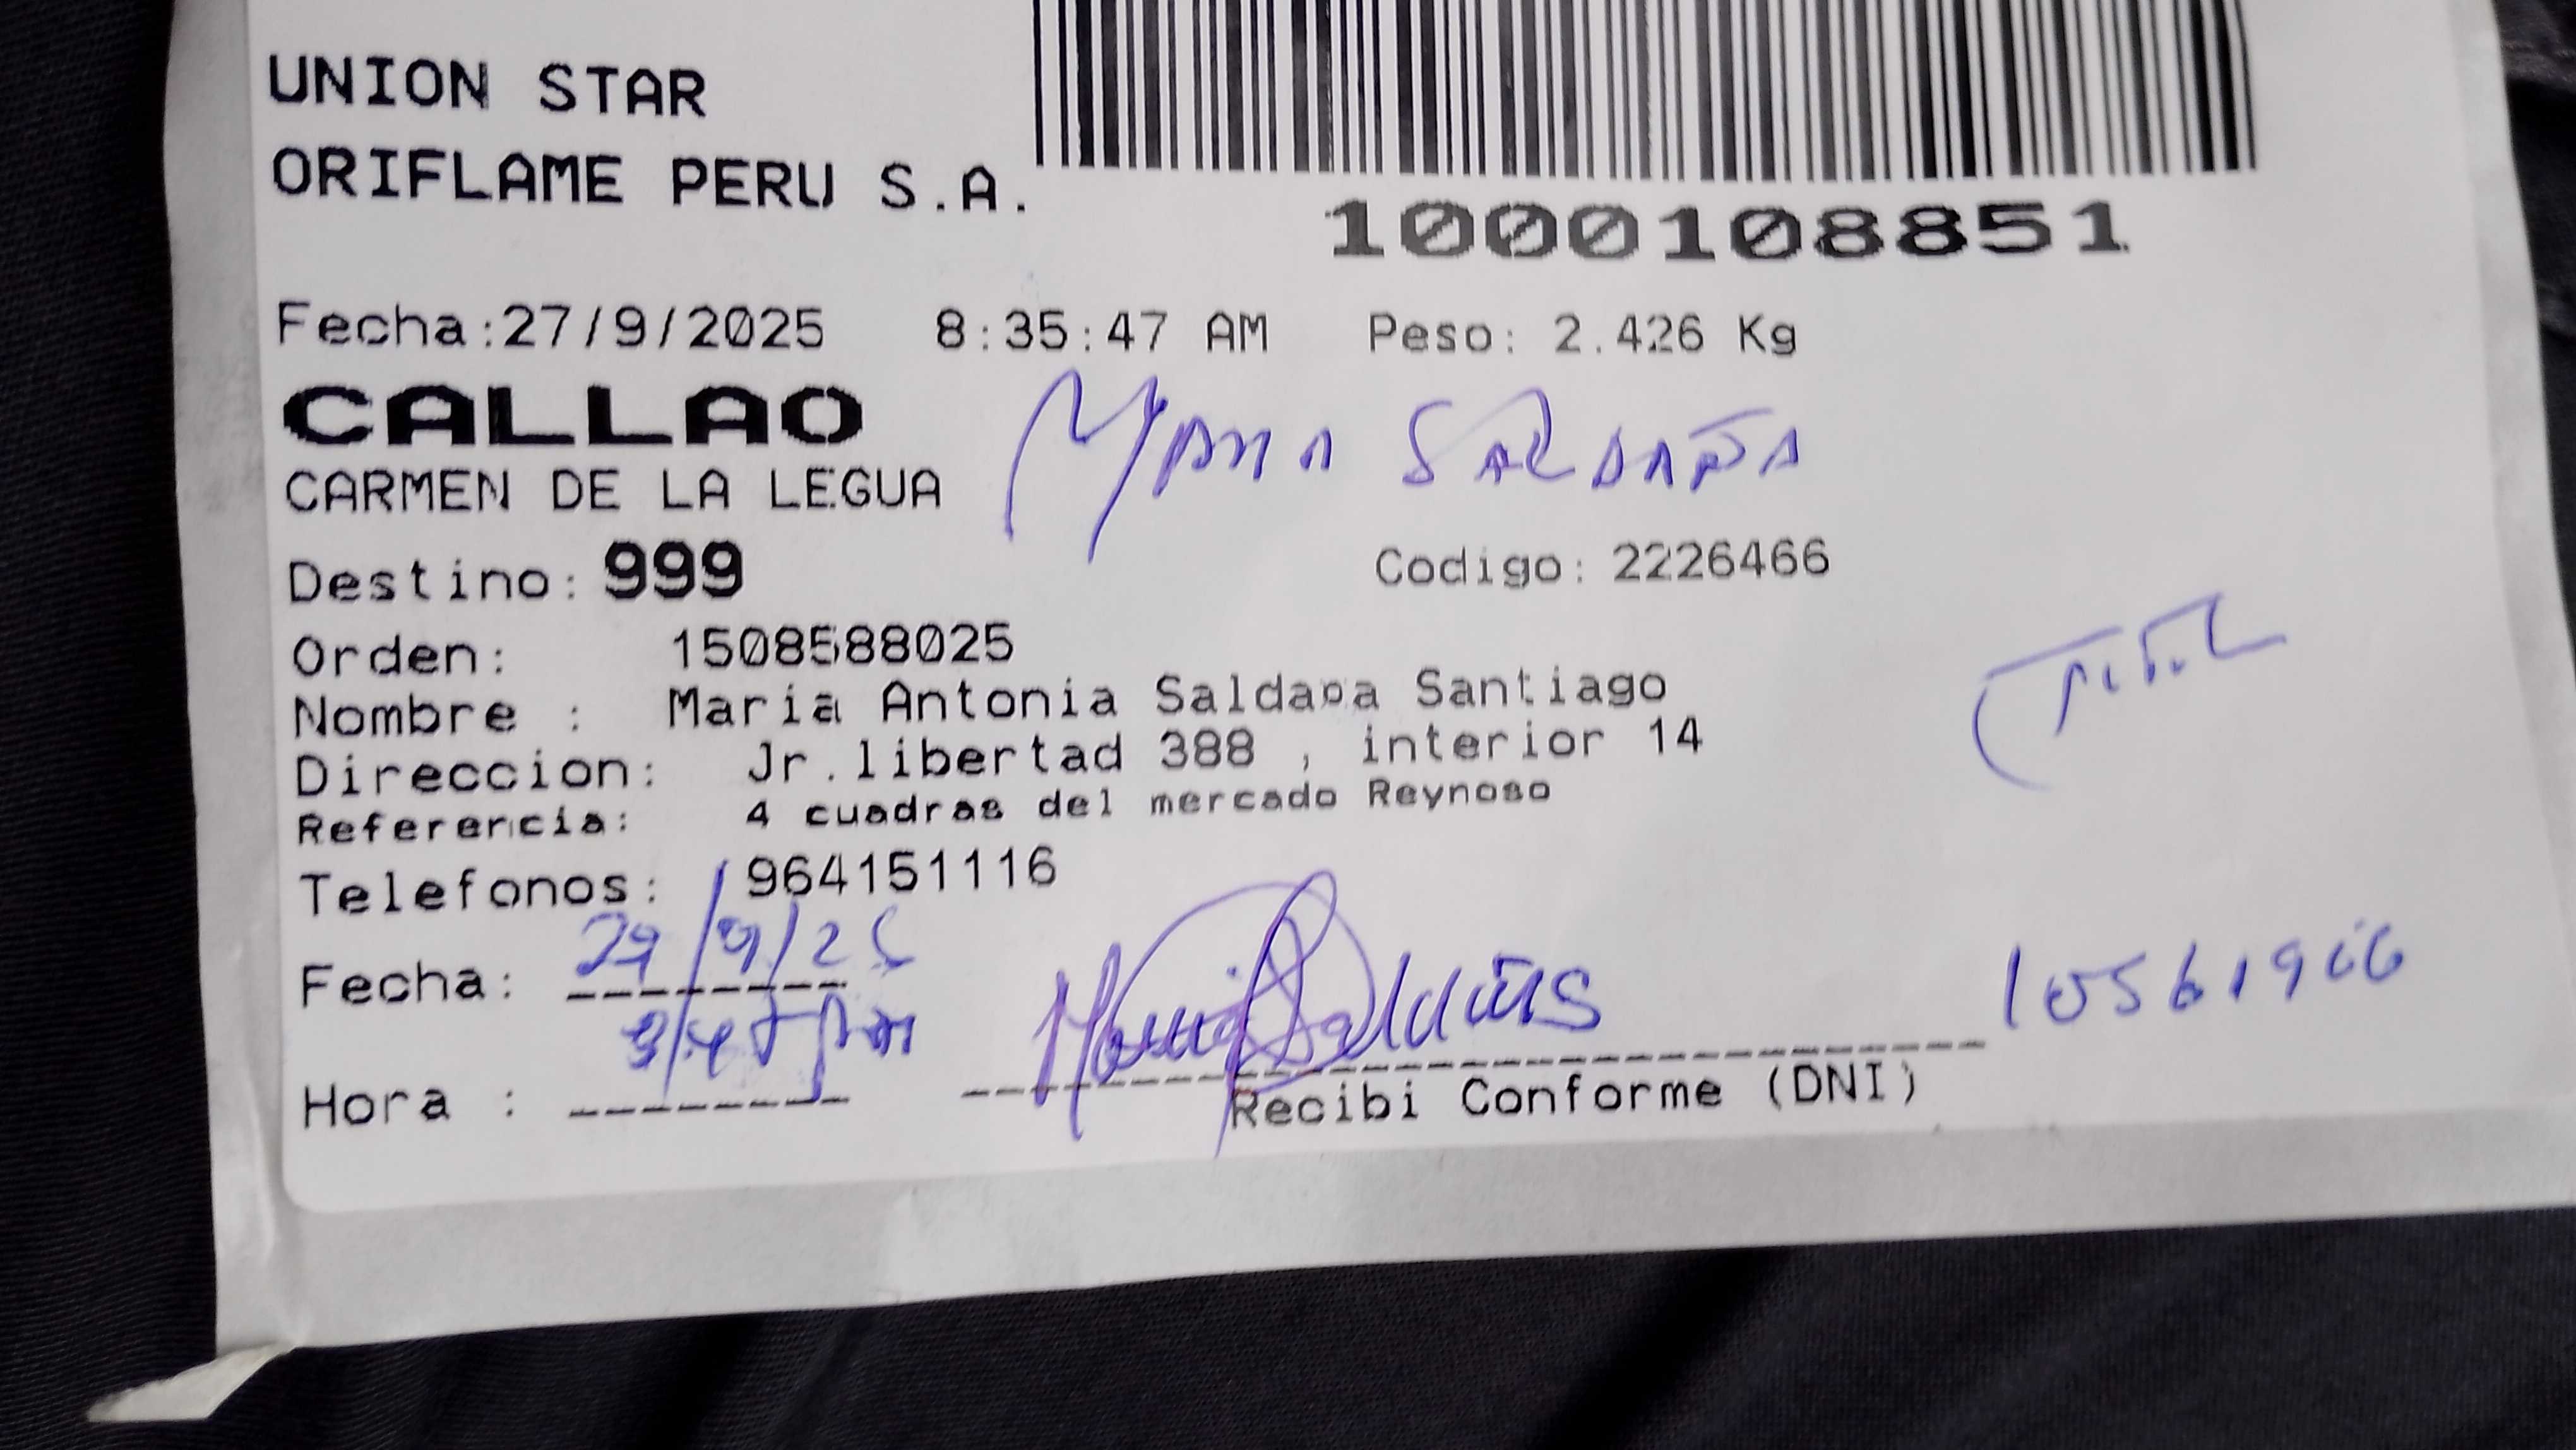 UNION STAR
ORIFLAME PERU S.A.
1000108851
Fecha:27/9/2025 8:35:47 AM Peso: 2.426 Kg
CALLAO
CARMEN DE LA LEGUA
SALDAÑA
Destino: 999 Codigo: 2226466
Orden: 1508588025
Nombre : Maria Antonia Saldaoa Santiago
Direccion: Jr.libertad 388 , interior 14
Referencia: 4 cuadras del mercado Reynoso
Telefonos: 964151116
Fecha: 29/9/25
Hora :
Recibi Conforme (DNI)